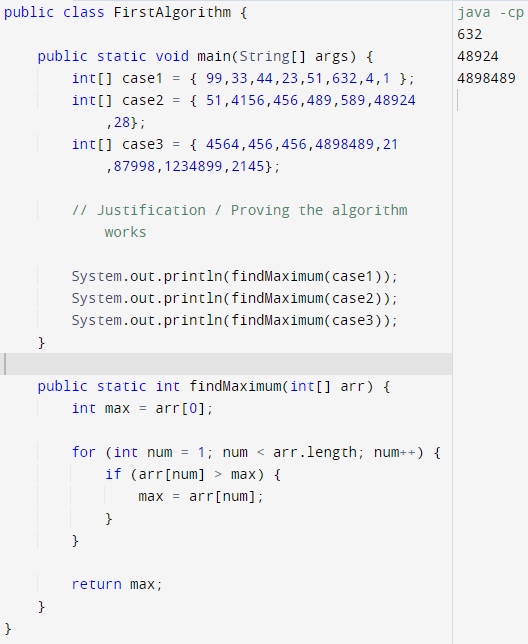 public class FirstAlgorithm {
public static void main(String[] args) {
int[] case1 = { 99,33,44,23,51,632,4,1 };
int[] case2 = { 51,4156,456,489,589,48924
,28};
int[] case3 = { 4564,456,456,4898489,21
,87998,1234899,2145};
// Justification / Proving the algorithm
works
System.out.println(findMaximum(case1));
System.out.println(findMaximum(case2));
System.out.println(findMaximum(case3));
}
public static int findMaximum(int[] arr) {
int max = arr[0];
for (int num = 1; num < arr.length; num++) {
if (arr[num] > max) {
max = arr[num];
}
}
return max;
}
}
java -cp
632
48924
4898489